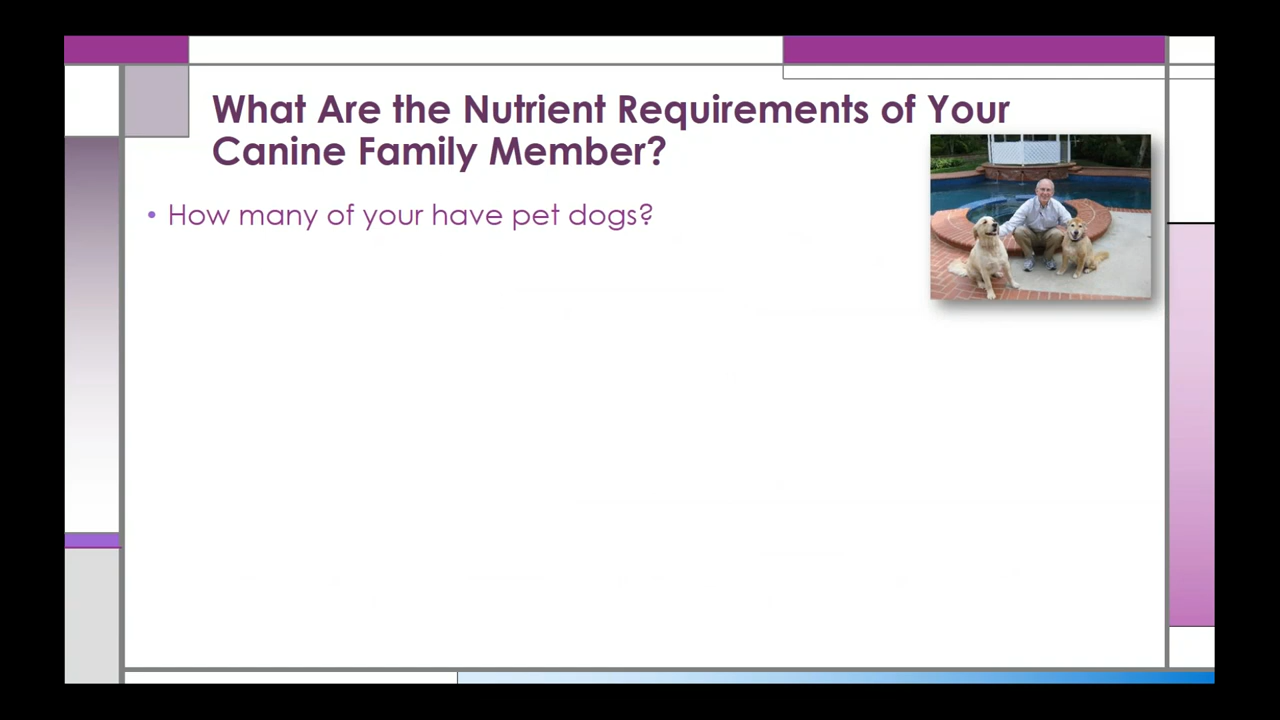 What Are the Nutrient Requirements of Your
Canine Family Member?
• How many of your have pet dogs?